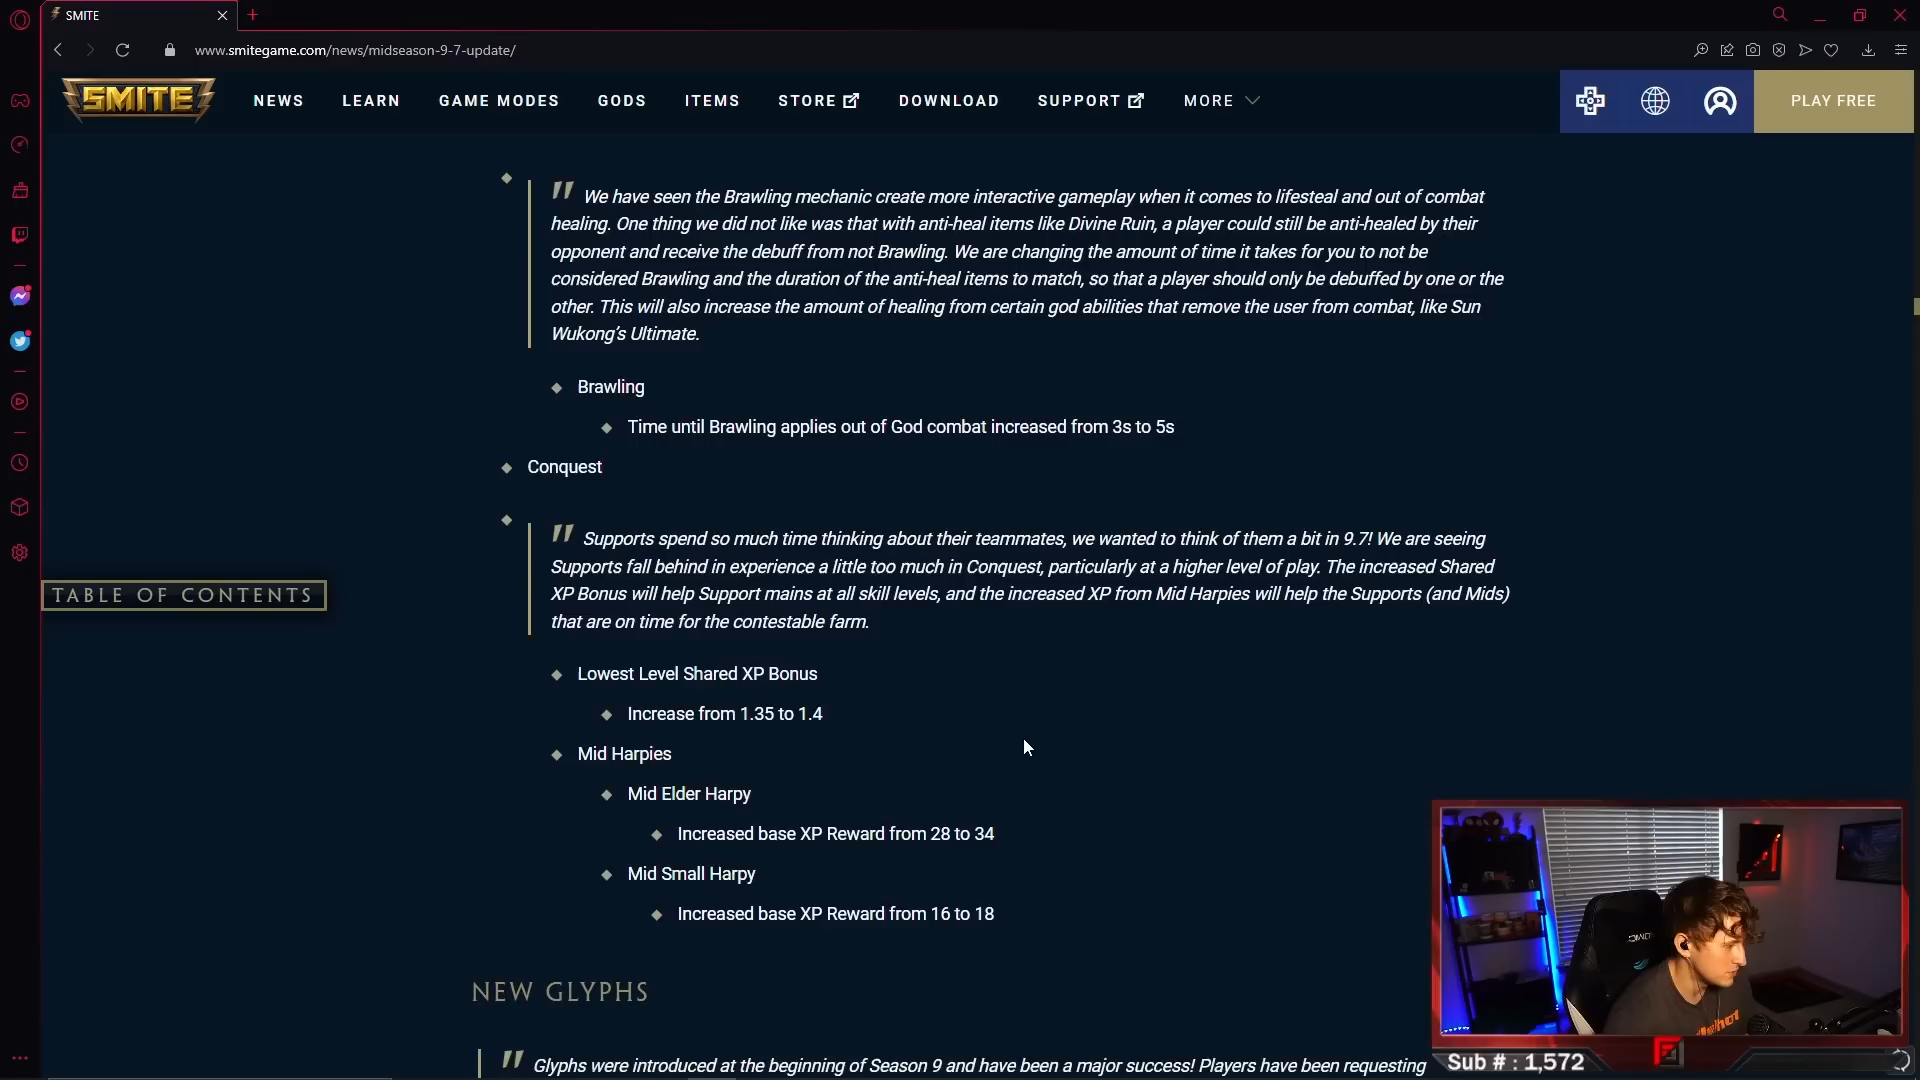 SMITE
www.smitegame.com/news/midseason-9-7-update/
SMITE NEWS LEARN GAME MODES GODS ITEMS STORE DOWNLOAD SUPPORT MORE PLAY FREE
" We have seen the Brawling mechanic create more interactive gameplay when it comes to lifesteal and out of combat
healing. One thing we did not like was that with anti-heal items like Divine Ruin, a player could still be anti-healed by their
opponent and receive the debuff from not Brawling. We are changing the amount of time it takes for you to not be
considered Brawling and the duration of the anti-heal items to match, so that a player should only be debuffed by one or the
other. This will also increase the amount of healing from certain god abilities that remove the user from combat, like Sun
Wukong's Ultimate.
Brawling
Time until Brawling applies out of God combat increased from 3s to 5s
Conquest
" Supports spend so much time thinking about their teammates, we wanted to think of them a bit in 9.7! We are seeing
Supports fall behind in experience a little too much in Conquest, particularly at a higher level of play. The increased Shared
XP Bonus will help Support mains at all skill levels, and the increased XP from Mid Harpies will help the Supports (and Mids)
that are on time for the contestable farm.
TABLE OF CONTENTS
Lowest Level Shared XP Bonus
Increase from 1.35 to 1.4
Mid Harpies
Mid Elder Harpy
Increased base XP Reward from 28 to 34
Mid Small Harpy
Increased base XP Reward from 16 to 18
NEW GLYPHS
" Glyphs were introduced at the beginning of Season 9 and have been a major success! Players have been requesting
Sub # : 1,572